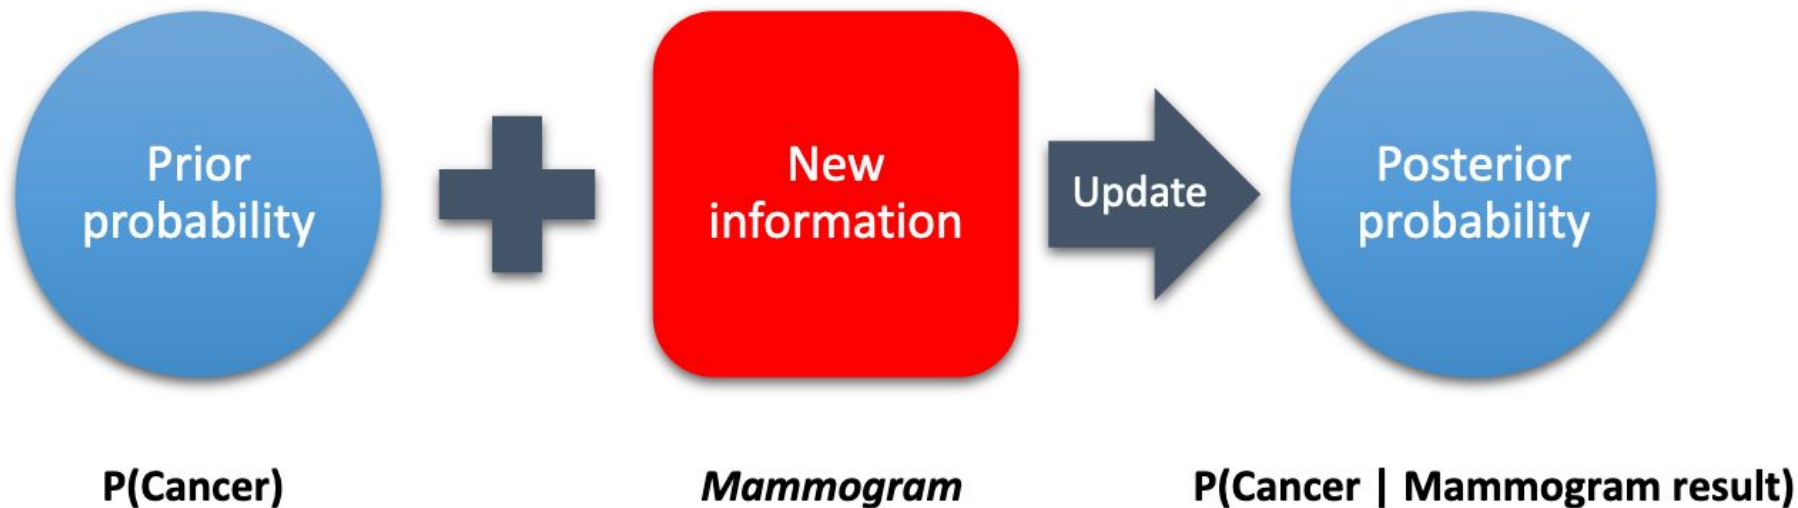 Prior
probability
New
information
Update
Posterior
probability
P(Cancer)
Mammogram
P(Cancer | Mammogram result)